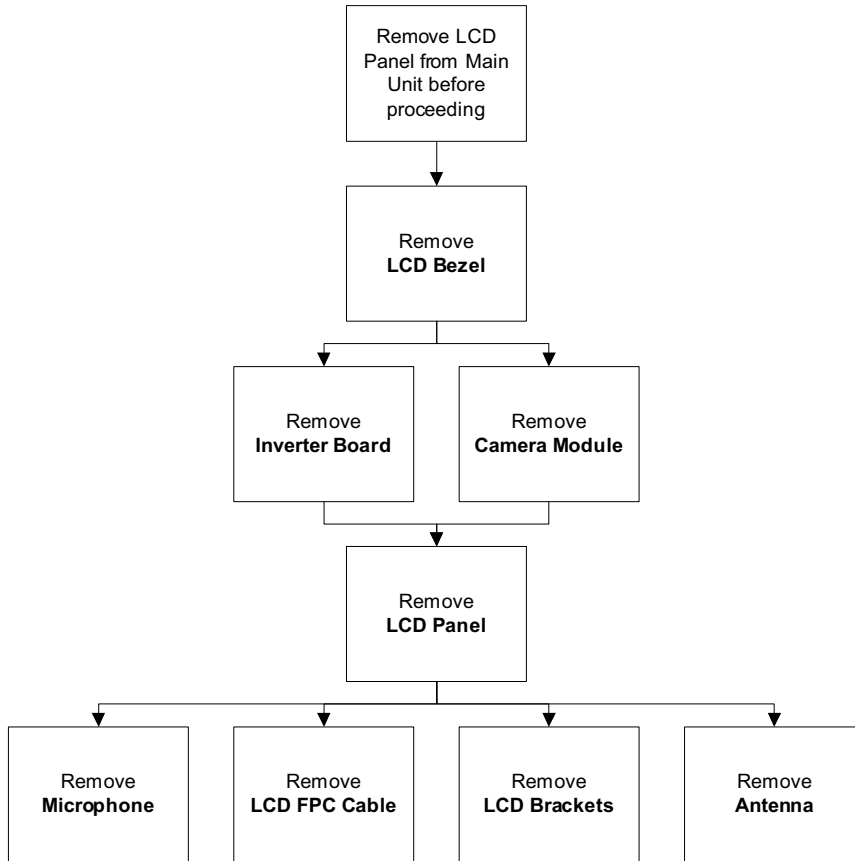 Remove LCD
Panel from Main
Unit before
proceeding
Remove
LCD Bezel
Remove
Inverter Board
Remove
Camera Module
Remove
LCD Panel
Remove
Microphone
Remove
LCD FPC Cable
Remove
LCD Brackets
Remove
Antenna